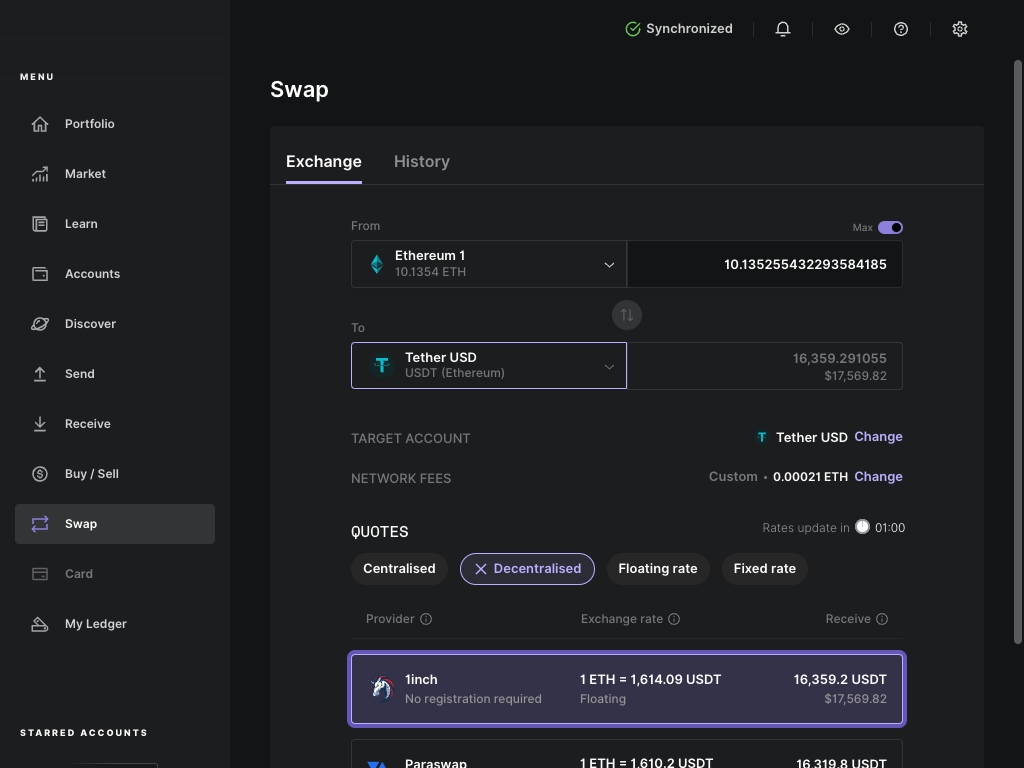 Synchronized
MENU
Portfolio
Market
Learn
Accounts
Discover
Send
Receive
Buy / Sell
Swap
Card
My Ledger
STARRED ACCOUNTS
Swap
Exchange History
From Max
Ethereum 1
10.1354 ETH
10.135255432293584185
To
Tether USD
USDT (Ethereum)
16,359.291055
$17,569.82
TARGET ACCOUNT Tether USD Change
NETWORK FEES Custom • 0.00021 ETH Change
QUOTES Rates update in 01:00
Centralised Decentralised Floating rate Fixed rate
Provider Exchange rate Receive
1inch 1 ETH = 1,614.09 USDT 16,359.2 USDT
No registration required Floating $17,569.82
Paraswap 1 ETH = 1,610.2 USDT 16,319.8 USDT